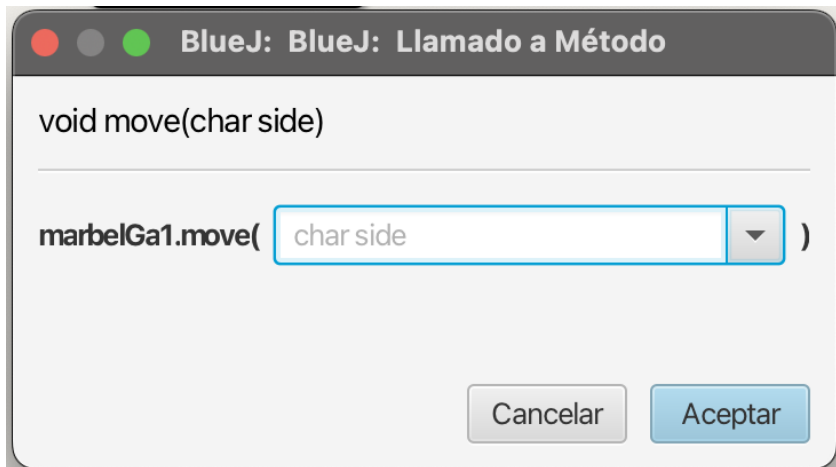 BlueJ: BlueJ: Llamado a Método
void move(char side)
marbelGa1.move( char side )
Cancelar Aceptar